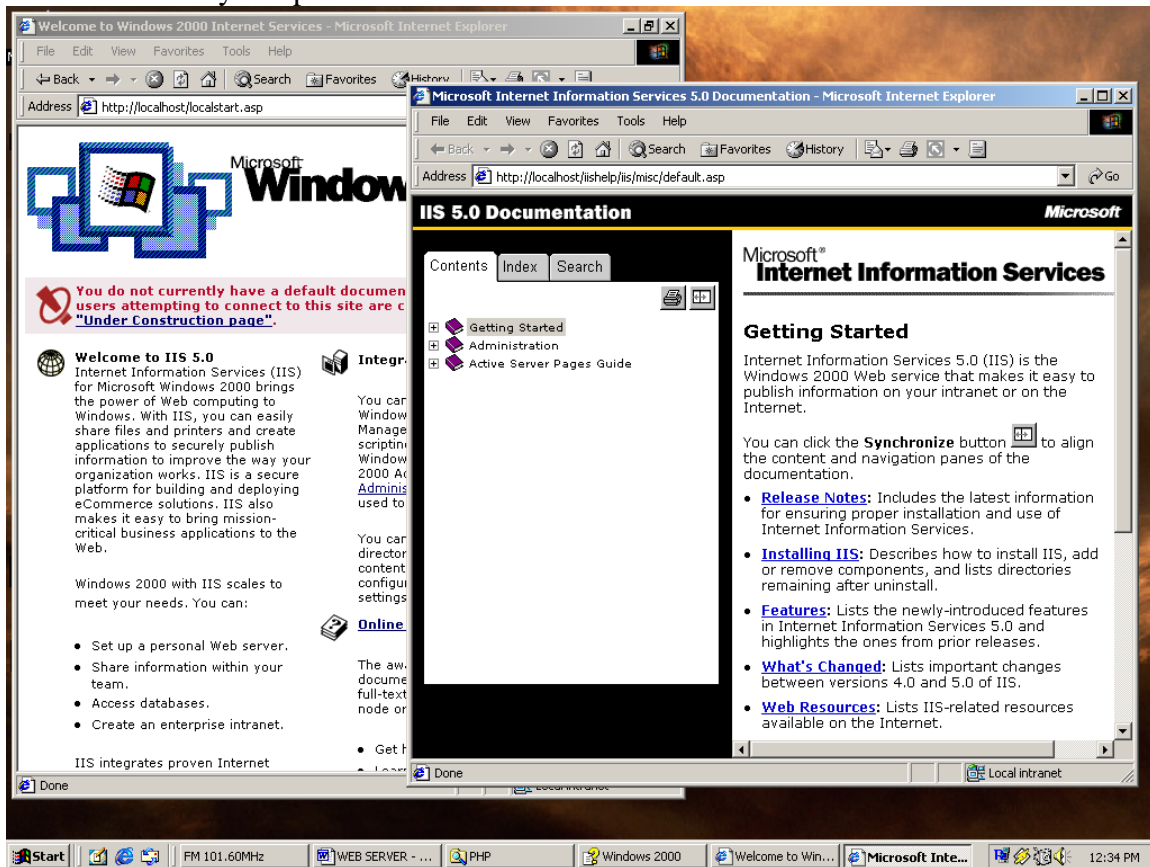 Welcome to Windows 2000 Internet Services - Microsoft Internet Explorer
File Edit View Favorites Tools Help
Back Search Favorites History
Address http://localhost/localstart.asp
Microsoft
Window
You do not currently have a default documen
users attempting to connect to this site are c
"Under Construction page".
Welcome to IIS 5.0
Internet Information Services (IIS)
for Microsoft Windows 2000 brings
the power of Web computing to
Windows. With IIS, you can easily
share files and printers and create
applications to securely publish
information to improve the way your
organization works. IIS is a secure
platform for building and deploying
eCommerce solutions. IIS also
makes it easy to bring mission-
critical business applications to the
Web.
Windows 2000 with IIS scales to
meet your needs. You can:
• Set up a personal Web server.
• Share information within your
team.
• Access databases.
• Create an enterprise intranet.
IIS integrates proven Internet
Integr
You can
Window
Manage
scriptin
Window
2000 Ad
Adminis
used to
You can
director
content
configu
settings
Online
The aw
docume
full-text
node or
• Get h
Done
Local intranet
Microsoft Internet Information Services 5.0 Documentation - Microsoft Internet Explorer
File Edit View Favorites Tools Help
Back Search Favorites History
Address http://localhost/iishelp/iis/misc/default.asp Go
IIS 5.0 Documentation Microsoft
Contents Index Search
Getting Started
Administration
Active Server Pages Guide
Microsoft®
Internet Information Services
Getting Started
Internet Information Services 5.0 (IIS) is the
Windows 2000 Web service that makes it easy to
publish information on your intranet or on the
Internet.
You can click the Synchronize button to align
the content and navigation panes of the
documentation.
• Release Notes: Includes the latest information
for ensuring proper installation and use of
Internet Information Services.
• Installing IIS: Describes how to install IIS, add
or remove components, and lists directories
remaining after uninstall.
• Features: Lists the newly-introduced features
in Internet Information Services 5.0 and
highlights the ones from prior releases.
• What's Changed: Lists important changes
between versions 4.0 and 5.0 of IIS.
• Web Resources: Lists IIS-related resources
available on the Internet.
Done Local intranet
Start FM 101.60MHz WEB SERVER - ... PHP Windows 2000 Welcome to Win... Microsoft Inte... 12:34 PM